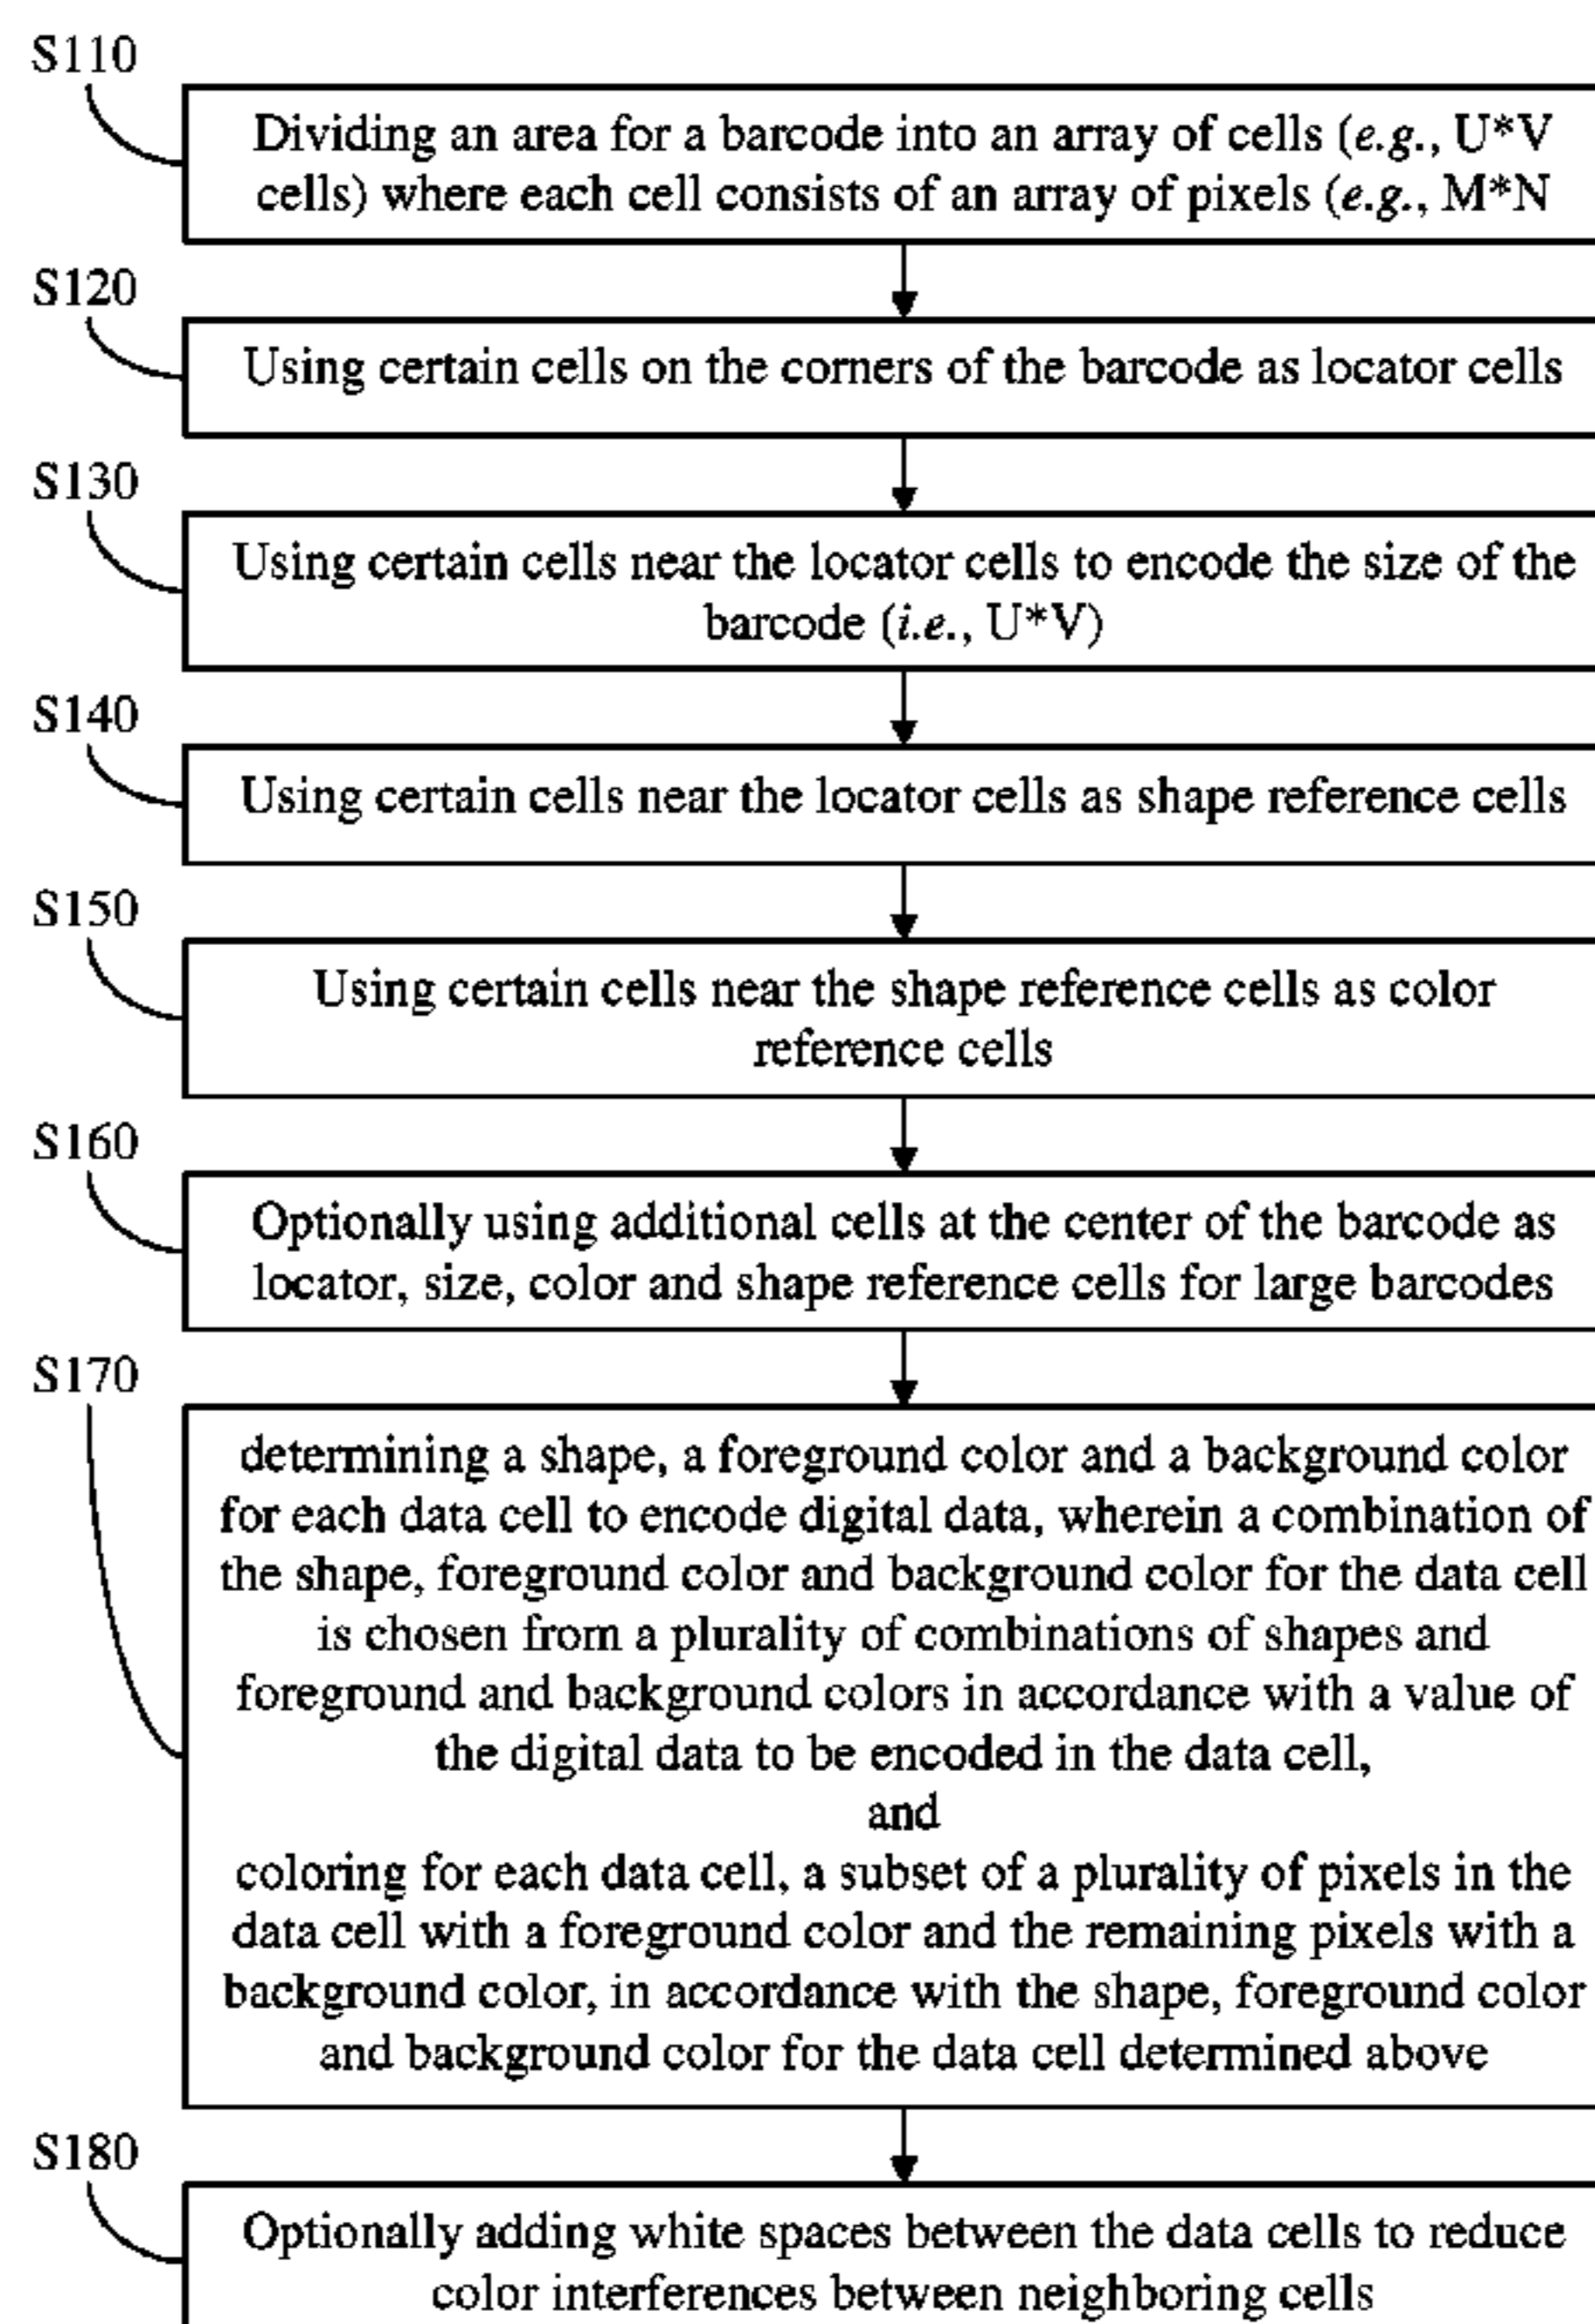 S110
Dividing an area for a barcode into an array of cells (e.g., U*V
cells) where each cell consists of an array of pixels (e.g., M*N
S120
Using certain cells on the corners of the barcode as locator cells
S130
Using certain cells near the locator cells to encode the size of the
barcode (i.e., U*V)
S140
Using certain cells near the locator cells as shape reference cells
S150
Using certain cells near the shape reference cells as color
reference cells
S160
Optionally using additional cells at the center of the barcode as
locator, size, color and shape reference cells for large barcodes
S170
determining a shape, a foreground color and a background color
for each data cell to encode digital data, wherein a combination of
the shape, foreground color and background color for the data cell
is chosen from a plurality of combinations of shapes and
foreground and background colors in accordance with a value of
the digital data to be encoded in the data cell,
and
coloring for each data cell, a subset of a plurality of pixels in the
data cell with a foreground color and the remaining pixels with a
background color, in accordance with the shape, foreground color
and background color for the data cell determined above
S180
Optionally adding white spaces between the data cells to reduce
color interferences between neighboring cells